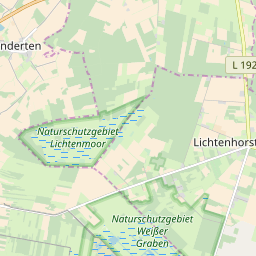 nderten
L 192
Naturschutzgebiet
Lichtenmoor
Lichtenhorst
Naturschutzgebiet
Weißer
Graben